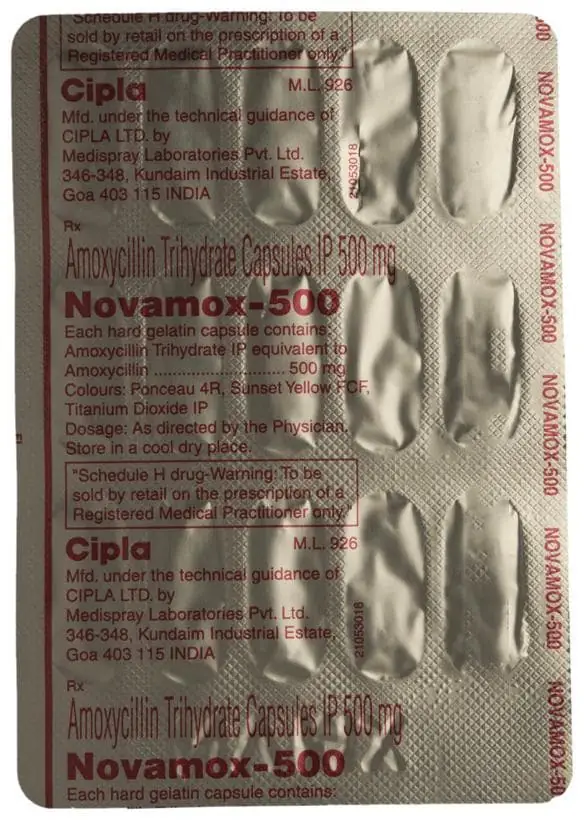 "Schedule H drug-Warning: To be
sold by retail on the prescription of a
Registered Medical Practitioner only."
Cipla
M.L. 926
Mfd. under the technical guidance of
CIPLA LTD. by
Medispray Laboratories Pvt. Ltd.
346-348, Kundaim Industrial Estate,
Goa 403 115 INDIA
21053018
Rx
Amoxycillin Trihydrate Capsules IP 500 mg
Novamox-500
Each hard gelatin capsule contains:
Amoxycillin Trihydrate IP equivalent to
Amoxycillin ............................. 500 mg
Colours: Ponceau 4R, Sunset Yellow FCF,
Titanium Dioxide IP
Dosage: As directed by the Physician.
Store in a cool dry place.
"Schedule H drug-Warning: To be
sold by retail on the prescription of a
Registered Medical Practitioner only."
Cipla
M.L. 926
Mfd. under the technical guidance of
CIPLA LTD. by
Medispray Laboratories Pvt. Ltd.
346-348, Kundaim Industrial Estate,
Goa 403 115 INDIA
21053018
Rx
Amoxycillin Trihydrate Capsules IP 500 mg
Novamox-500
Each hard gelatin capsule contains:
00
NOVAMOX-500
NOVAMOX-500
NOVAMOX-500
NOVAMOX-500
NOVAMOX-50